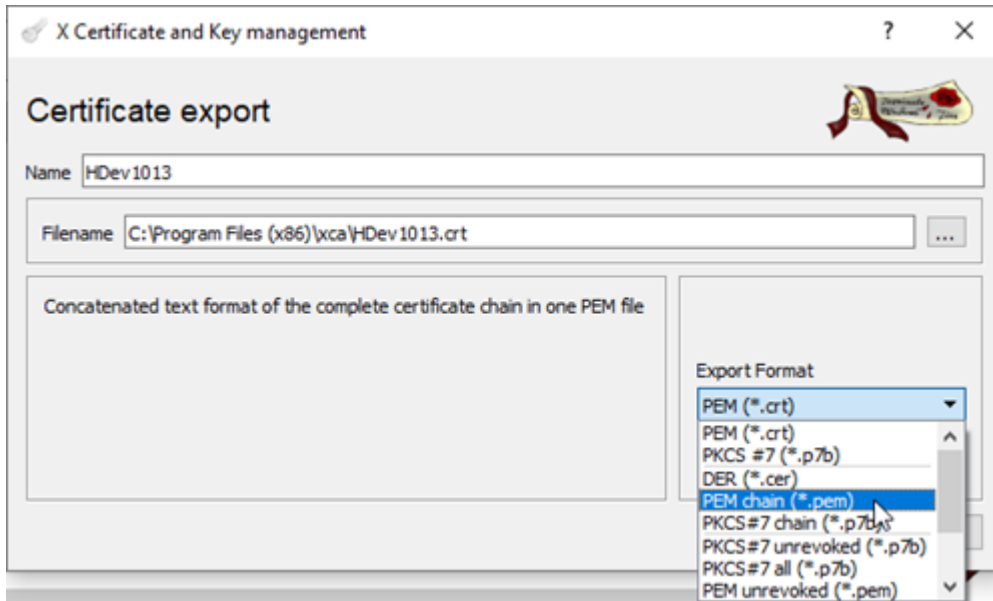 X Certificate and Key management
?
Certificate export
Name HDev1013
Filename C:\Program Files (x86)\xca\HDev1013.crt
...
Concatenated text format of the complete certificate chain in one PEM file
Export Format
PEM (*.crt)
PEM (*.crt)
PKCS #7 (*.p7b)
DER (*.cer)
PEM chain (*.pem)
PKCS#7 chain (*.p7b)
PKCS#7 unrevoked (*.p7b)
PKCS#7 all (*.p7b)
PEM unrevoked (*.pem)